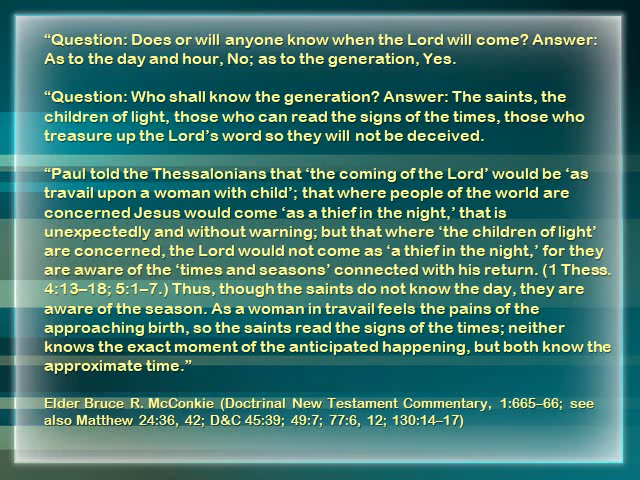 “Question: Does or will anyone know when the Lord will come? Answer:
As to the day and hour, No; as to the generation, Yes.
“Question: Who shall know the generation? Answer: The saints, the
children of light, those who can read the signs of the times, those who
treasure up the Lord’s word so they will not be deceived.
“Paul told the Thessalonians that ‘the coming of the Lord’ would be ‘as
travail upon a woman with child’; that where people of the world are
concerned Jesus would come ‘as a thief in the night,’ that is
unexpectedly and without warning; but that where ‘the children of light’
are concerned, the Lord would not come as ‘a thief in the night,’ for they
are aware of the ‘times and seasons’ connected with his return. (1 Thess.
4:13–18; 5:1–7.) Thus, though the saints do not know the day, they are
aware of the season. As a woman in travail feels the pains of the
approaching birth, so the saints read the signs of the times; neither
knows the exact moment of the anticipated happening, but both know the
approximate time.”
Elder Bruce R. McConkie (Doctrinal New Testament Commentary, 1:665–66; see
also Matthew 24:36, 42; D&C 45:39; 49:7; 77:6, 12; 130:14–17)